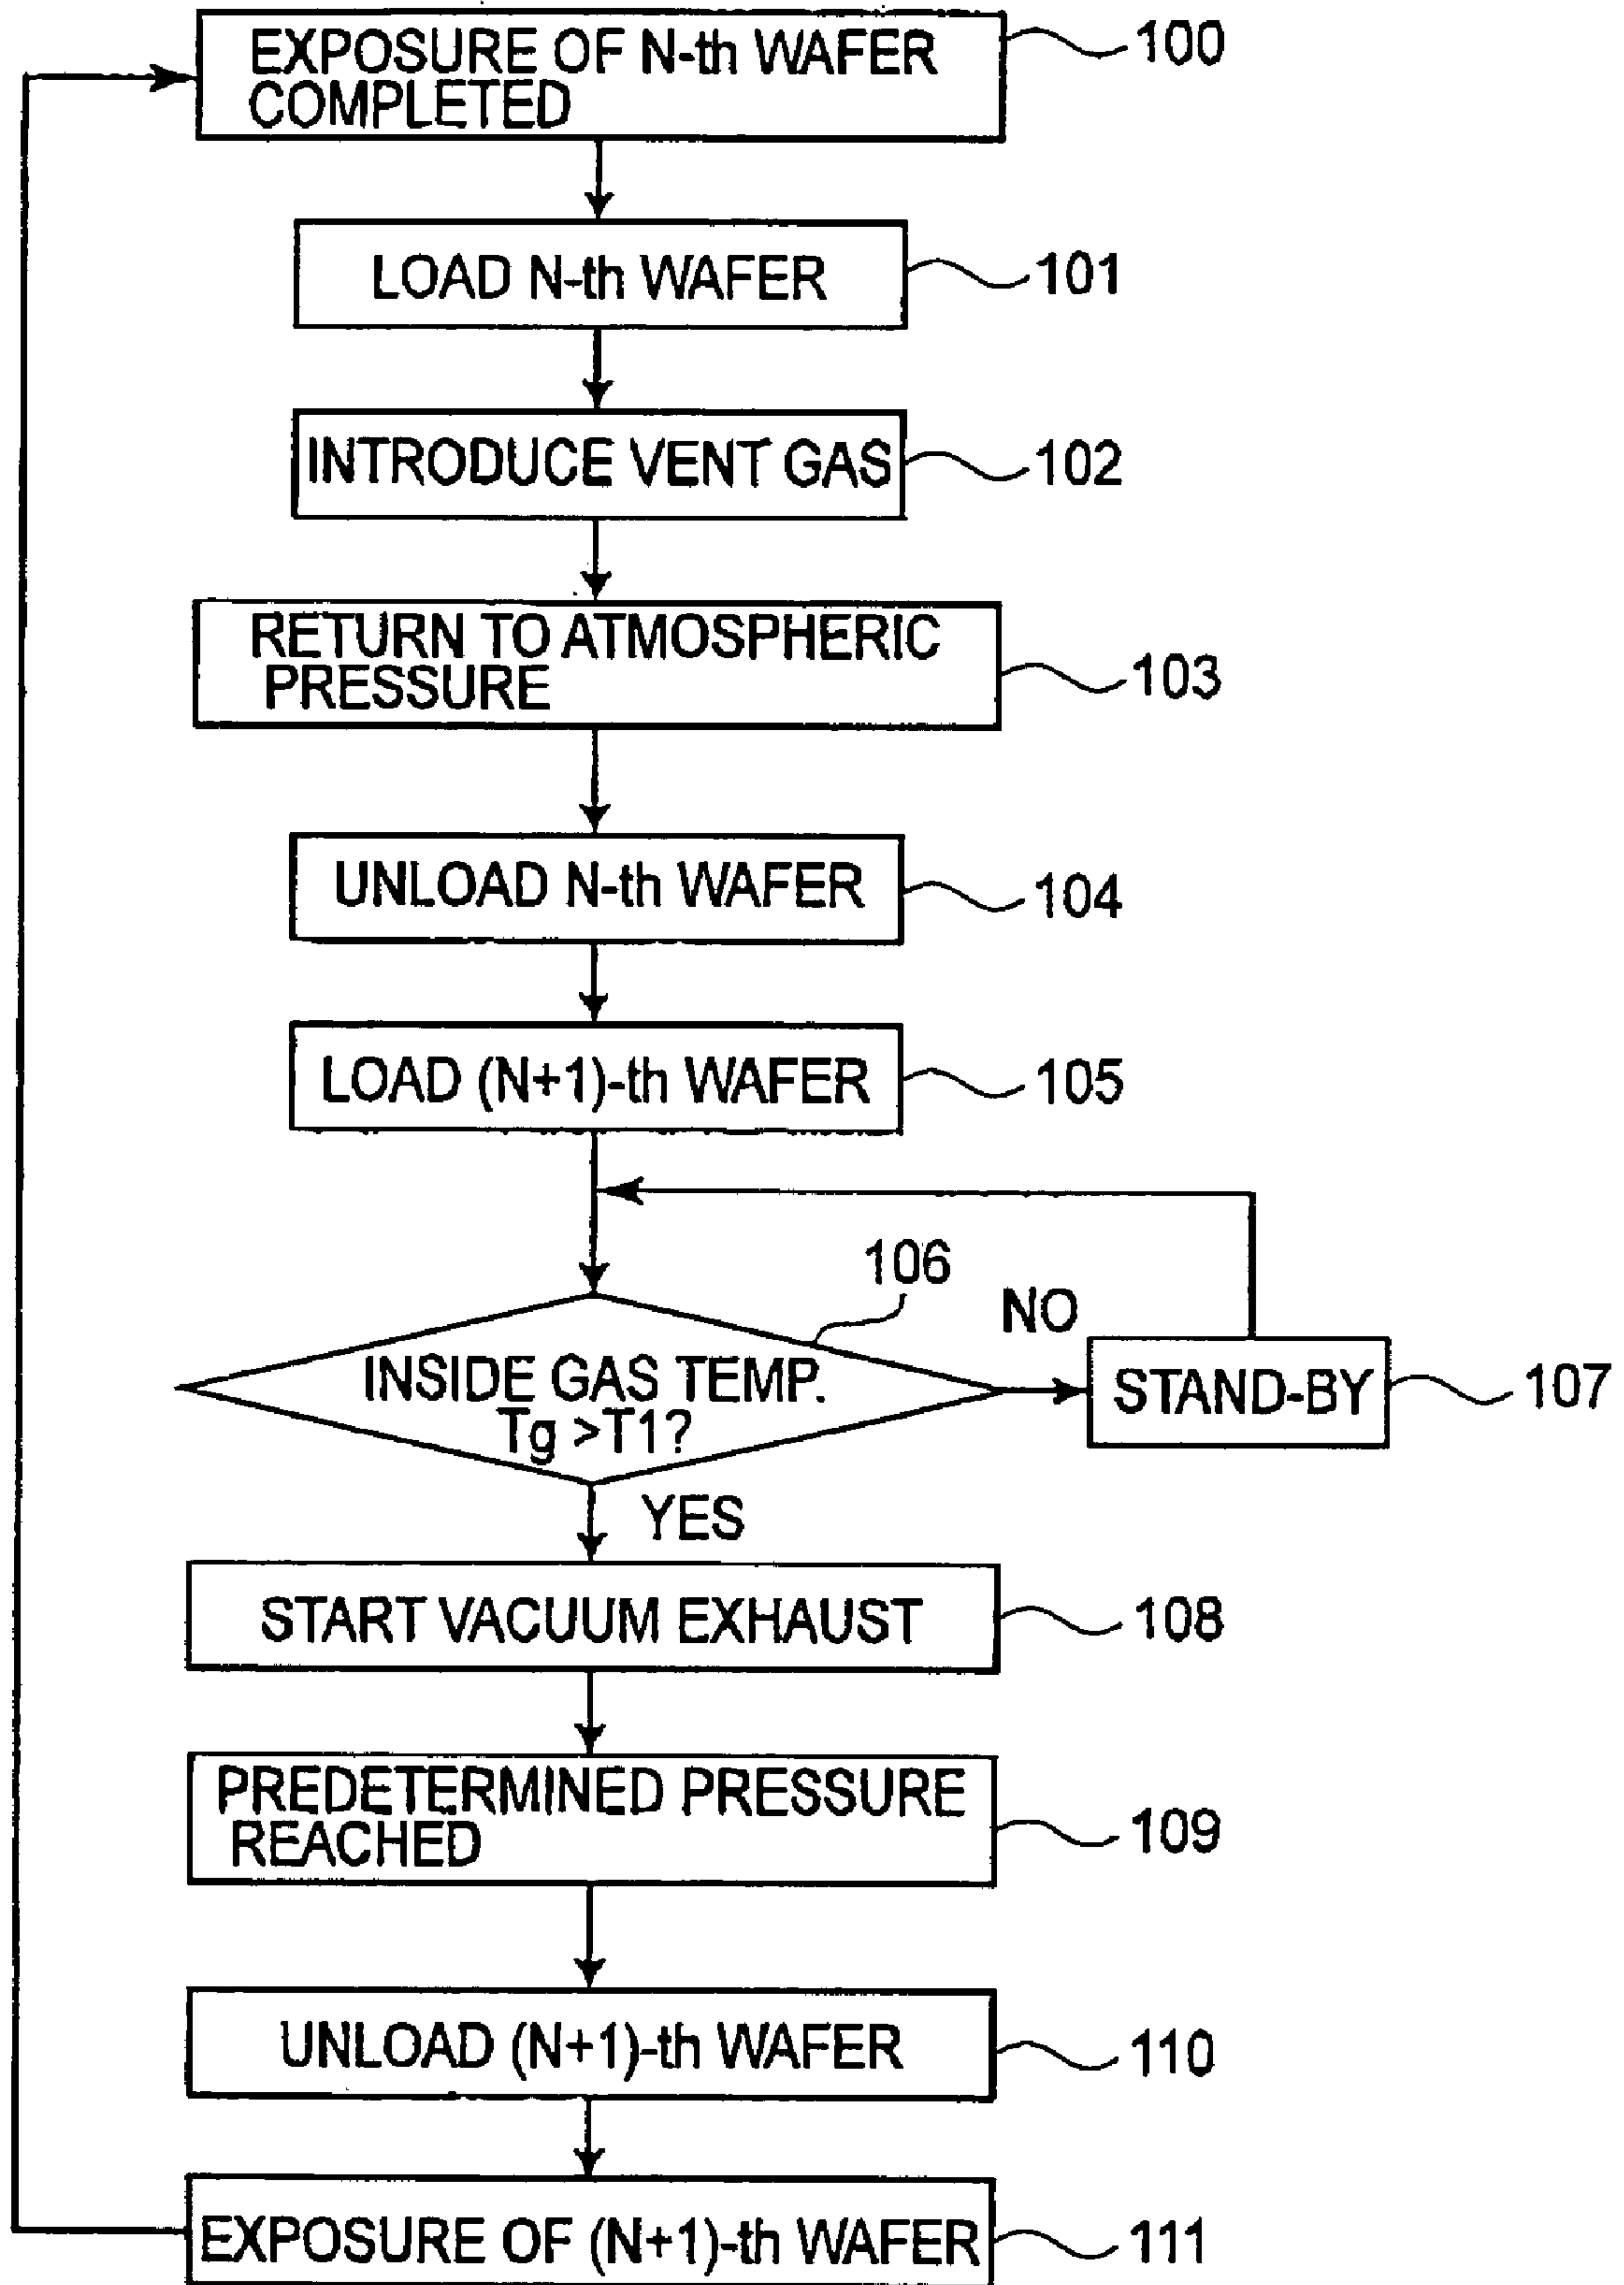 EXPOSURE OF N-th WAFER
COMPLETED
100
LOAD N-th WAFER
101
INTRODUCE VENT GAS
102
RETURN TO ATMOSPHERIC
PRESSURE
103
UNLOAD N-th WAFER
104
LOAD (N+1)-th WAFER
105
106
NO
INSIDE GAS TEMP.
Tg >T1?
STAND-BY
107
YES
START VACUUM EXHAUST
108
PREDETERMINED PRESSURE
REACHED
109
UNLOAD (N+1)-th WAFER
110
EXPOSURE OF (N+1)-th WAFER
111